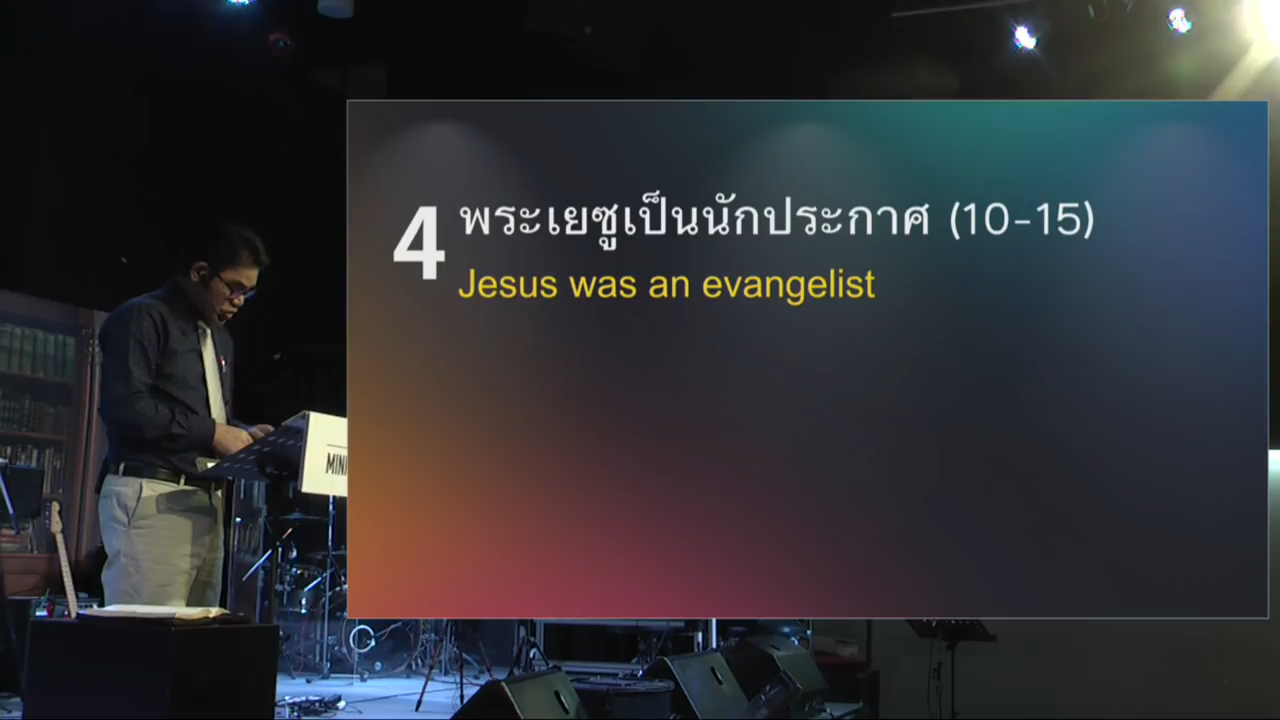 4 พระเยซูเป็นนักประกาศ (10-15)
Jesus was an evangelist